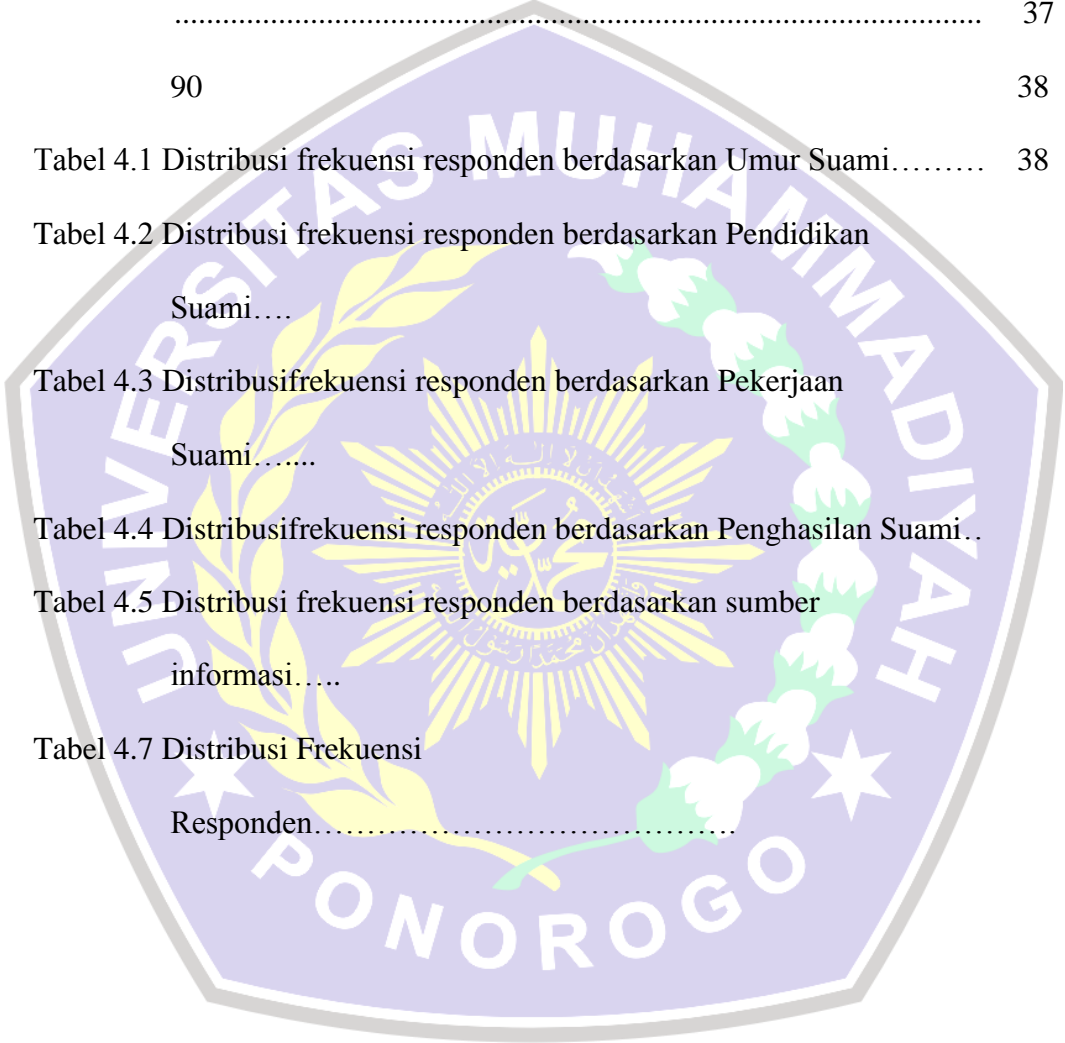 ..................................................................................................... 37
90 38
Tabel 4.1 Distribusi frekuensi responden berdasarkan Umur Suami……… 38
Tabel 4.2 Distribusi frekuensi responden berdasarkan Pendidikan
Suami….
Tabel 4.3 Distribusifrekuensi responden berdasarkan Pekerjaan
Suami…....
Tabel 4.4 Distribusifrekuensi responden berdasarkan Penghasilan Suami..
Tabel 4.5 Distribusi frekuensi responden berdasarkan sumber
informasi…..
Tabel 4.7 Distribusi Frekuensi
Responden………………………………….
UNIVERSITAS MUHAMMADIYAH
PONOROGO